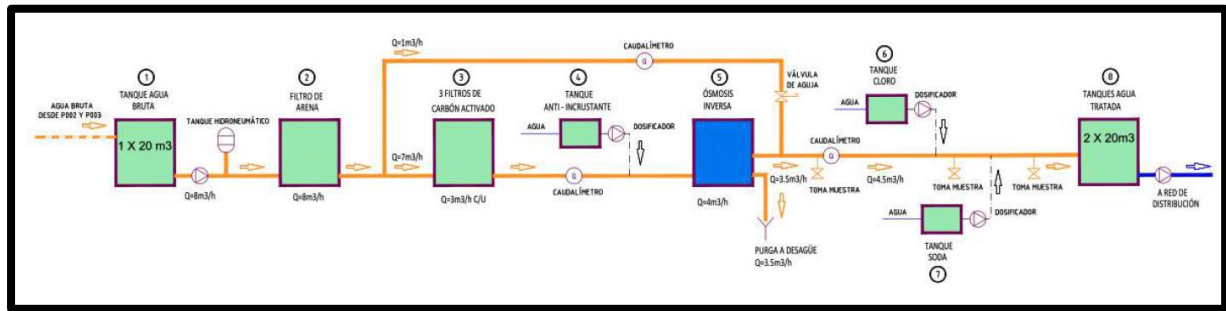 AGUA BRUTA
DESDE P002 Y P003
1
TANQUE AGUA
BRUTA
1 X 20 m3
TANQUE HIDRONEUMÁTICO
Q=8m3/h
2
FILTRO DE
ARENA
Q=8m3/h
Q=1m3/h
Q=7m3/h
3
3 FILTROS DE
CARBÓN ACTIVADO
Q=3m3/h C/U
4
TANQUE
ANTI - INCRUSTANTE
AGUA
DOSIFICADOR
Q
CAUDALÍMETRO
CAUDALÍMETRO
Q
5
ÓSMOSIS
INVERSA
Q=4m3/h
VÁLVULA
DE AGUJA
Q=3.5m3/h
PURGA A DESAGÜE
Q=3.5m3/h
CAUDALÍMETRO
Q
TOMA MUESTRA
Q=4.5m3/h
6
TANQUE
CLORO
AGUA
DOSIFICADOR
TOMA MUESTRA
TOMA MUESTRA
AGUA
DOSIFICADOR
TANQUE
SODA
7
8
TANQUES AGUA
TRATADA
2 X 20m3
A RED DE
DISTRIBUCIÓN